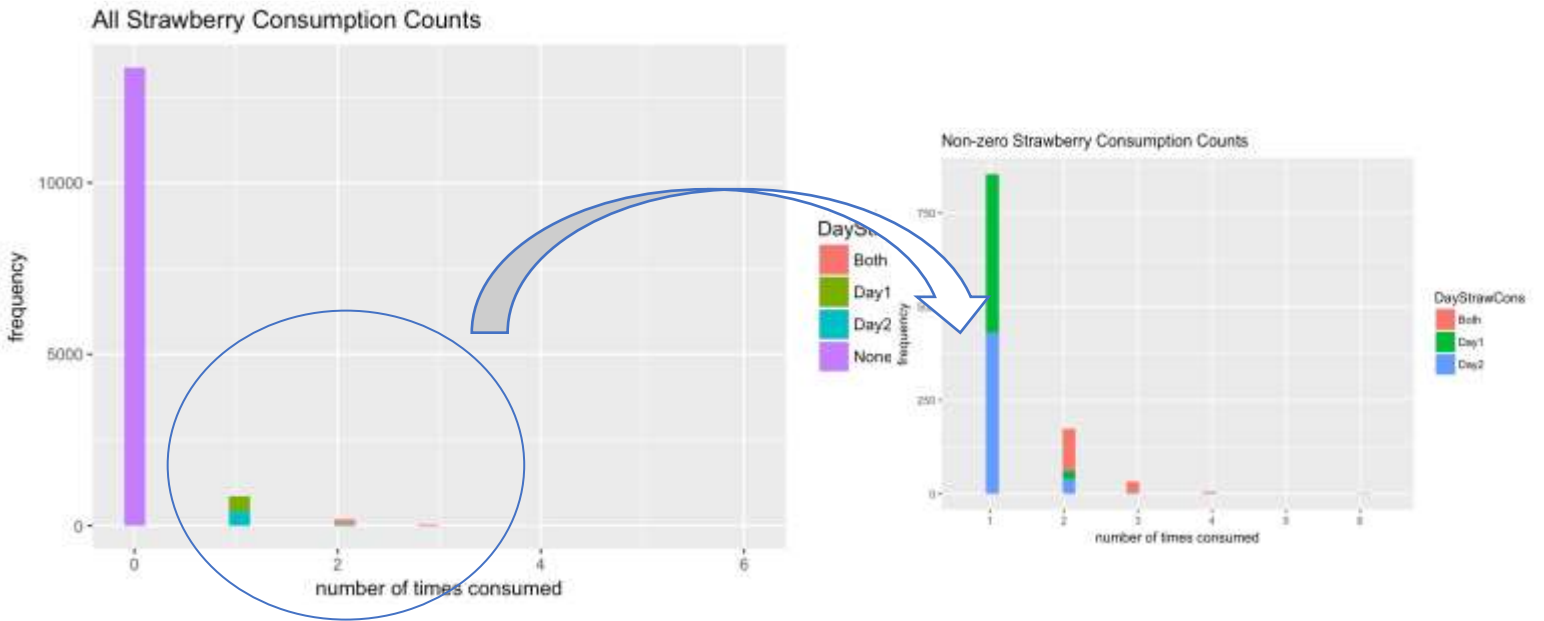 All Strawberry Consumption Counts
frequency
10000
5000
0
0 2 4 6
number of times consumed
Both
Day1
Day2
None
Non-zero Strawberry Consumption Counts
frequency
750
250
0
1 2 3 4 5 6
number of times consumed
DayStrawCons
Both
Day1
Day2